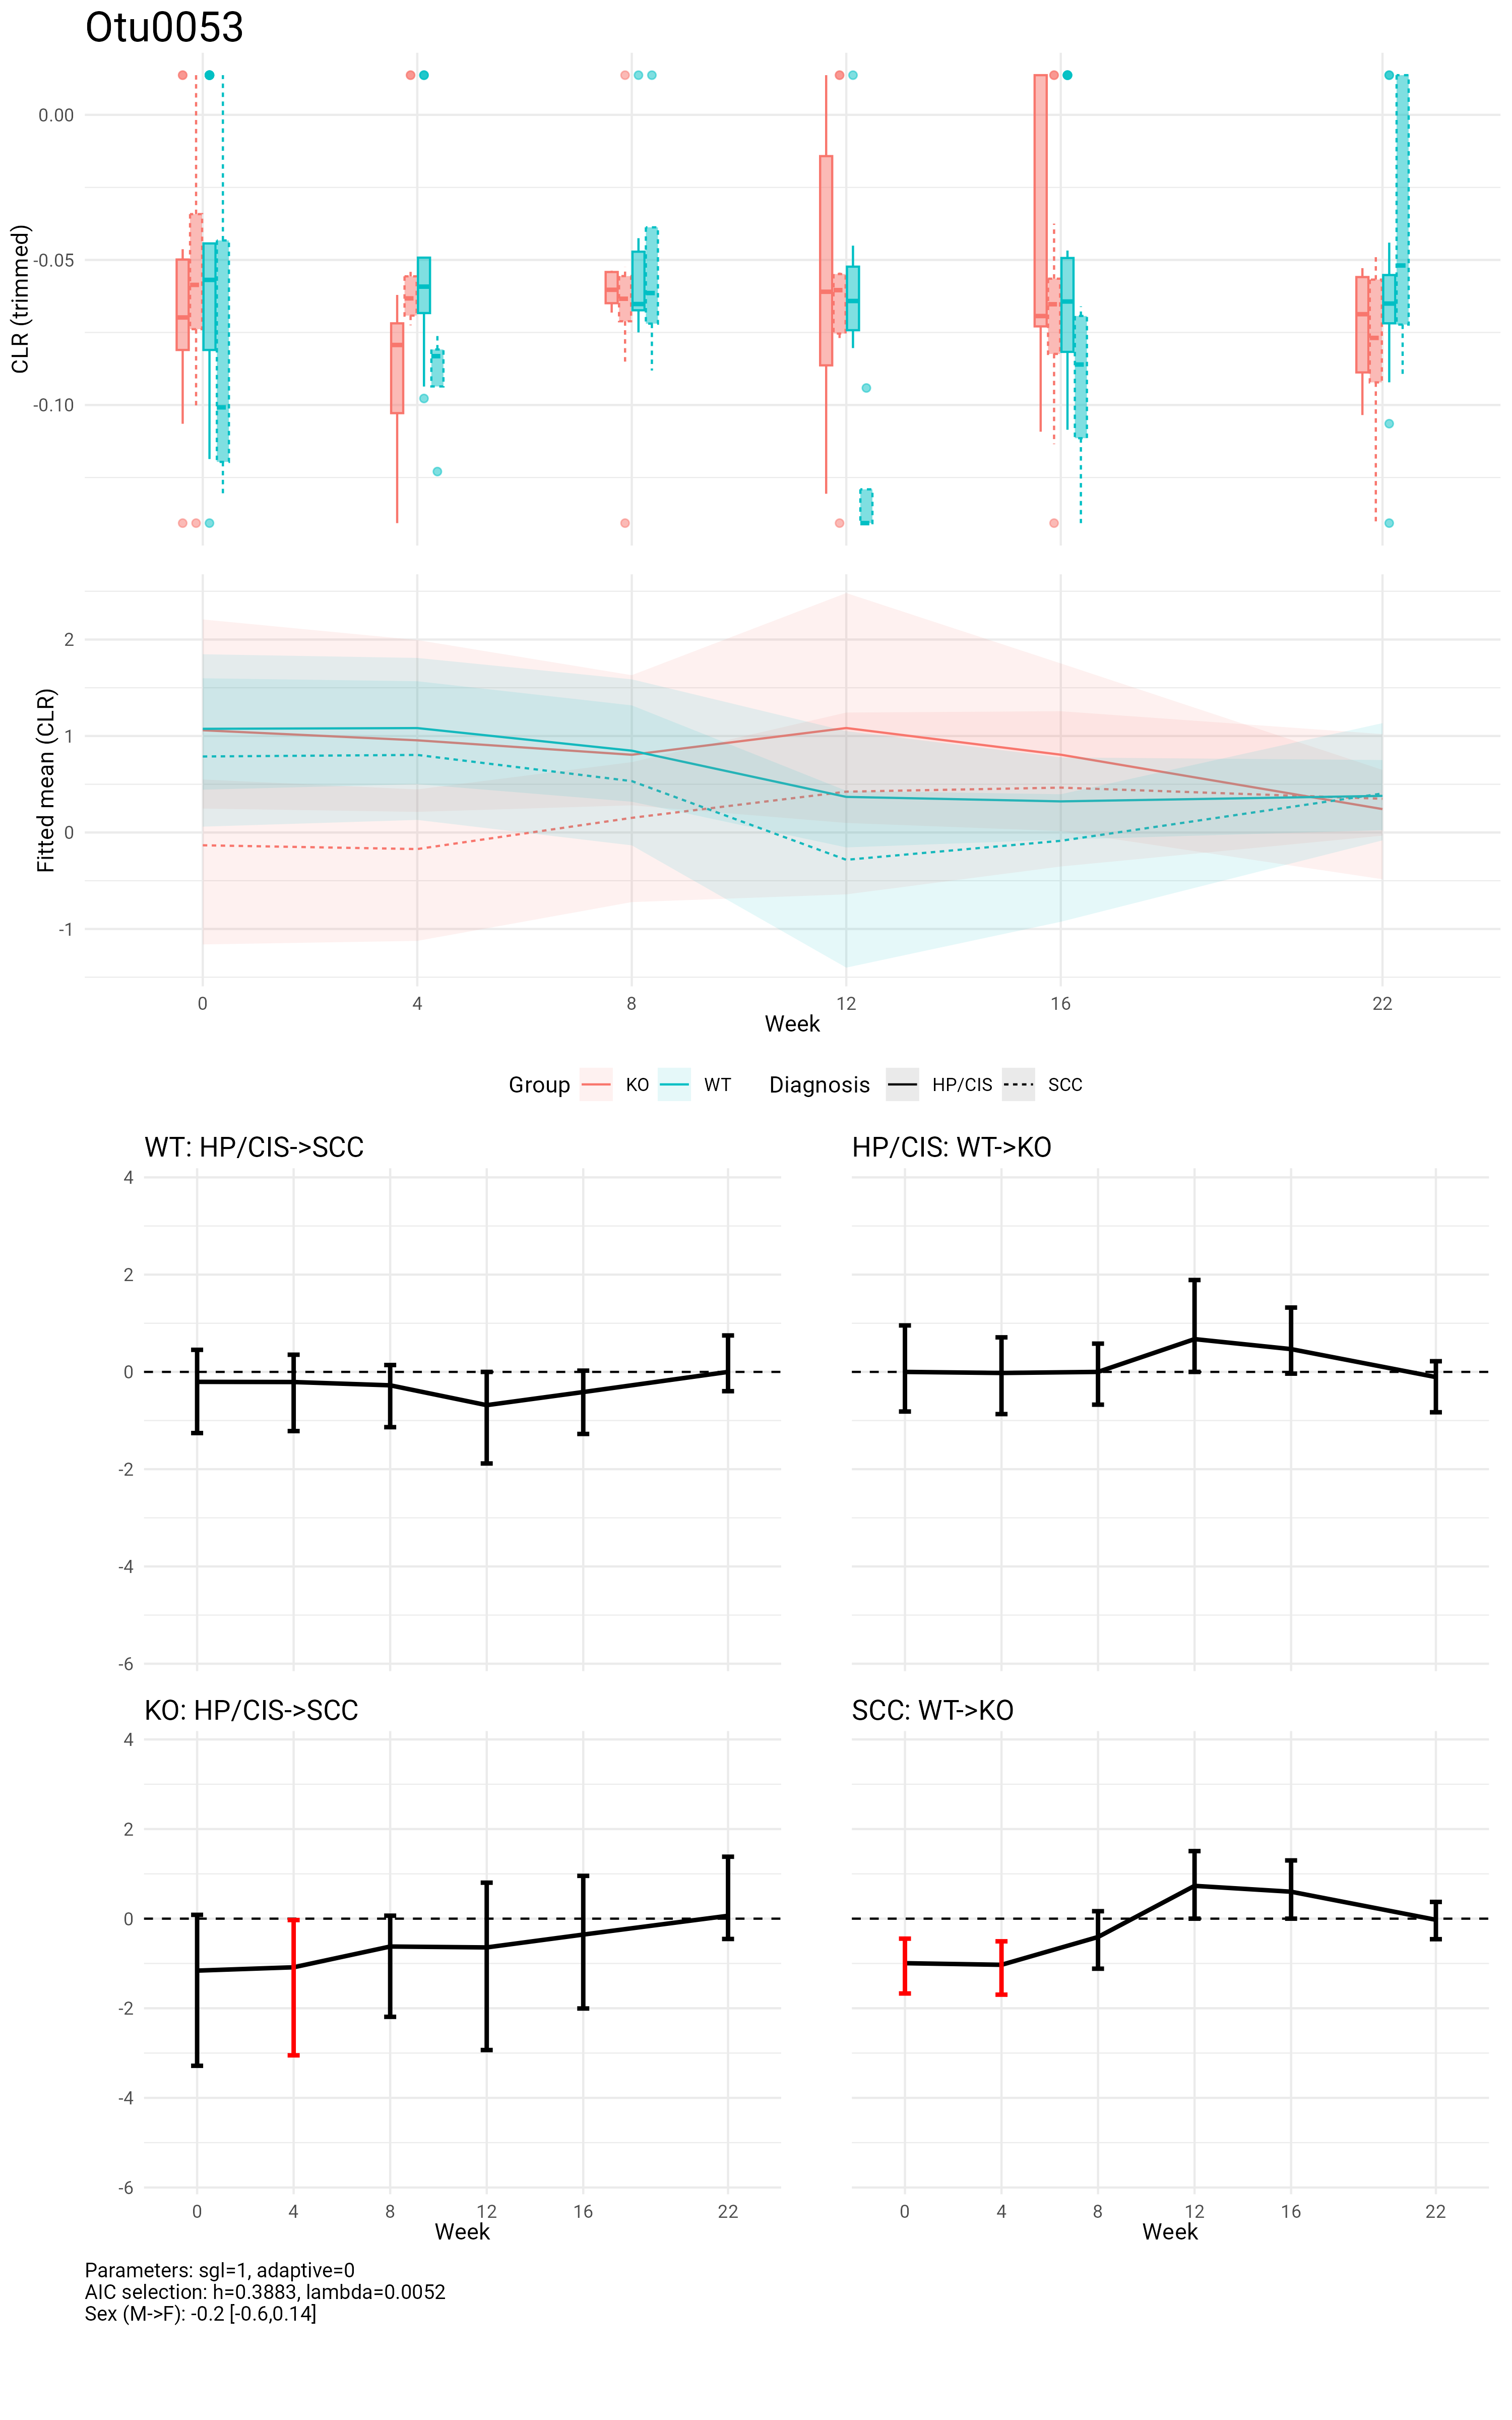 Otu0053
CLR (trimmed)
0.00
-0.05
-0.10
Fitted mean (CLR)
2
1
0
-1
0 4 8 12 16 22
Week
Group KO WT Diagnosis HP/CIS SCC
WT: HP/CIS->SCC
4
2
0
-2
-4
-6
HP/CIS: WT->KO
KO: HP/CIS->SCC
4
2
0
-2
-4
-6
0 4 8 12 16 22
Week
SCC: WT->KO
0 4 8 12 16 22
Week
Parameters: sgl=1, adaptive=0
AIC selection: h=0.3883, lambda=0.0052
Sex (M->F): -0.2 [-0.6,0.14]